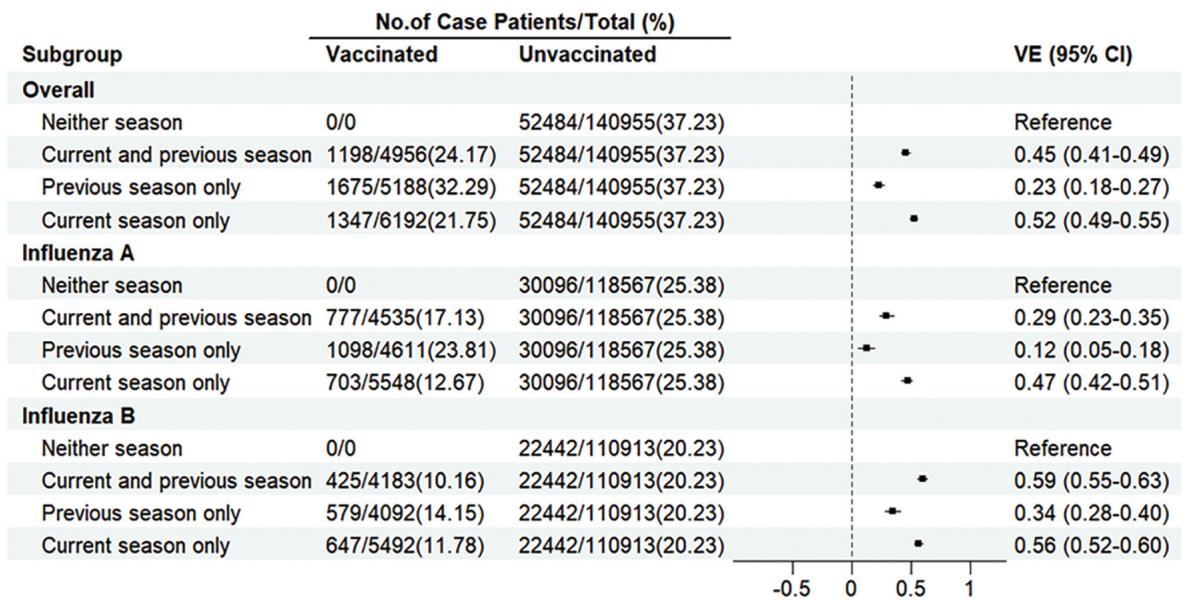 No.of Case Patients/Total (%)
Subgroup Vaccinated Unvaccinated VE (95% CI)
Overall
Neither season 0/0 52484/140955(37.23) Reference
Current and previous season 1198/4956(24.17) 52484/140955(37.23) 0.45 (0.41-0.49)
Previous season only 1675/5188(32.29) 52484/140955(37.23) 0.23 (0.18-0.27)
Current season only 1347/6192(21.75) 52484/140955(37.23) 0.52 (0.49-0.55)
Influenza A
Neither season 0/0 30096/118567(25.38) Reference
Current and previous season 777/4535(17.13) 30096/118567(25.38) 0.29 (0.23-0.35)
Previous season only 1098/4611(23.81) 30096/118567(25.38) 0.12 (0.05-0.18)
Current season only 703/5548(12.67) 30096/118567(25.38) 0.47 (0.42-0.51)
Influenza B
Neither season 0/0 22442/110913(20.23) Reference
Current and previous season 425/4183(10.16) 22442/110913(20.23) 0.59 (0.55-0.63)
Previous season only 579/4092(14.15) 22442/110913(20.23) 0.34 (0.28-0.40)
Current season only 647/5492(11.78) 22442/110913(20.23) 0.56 (0.52-0.60)
-0.5 0 0.5 1